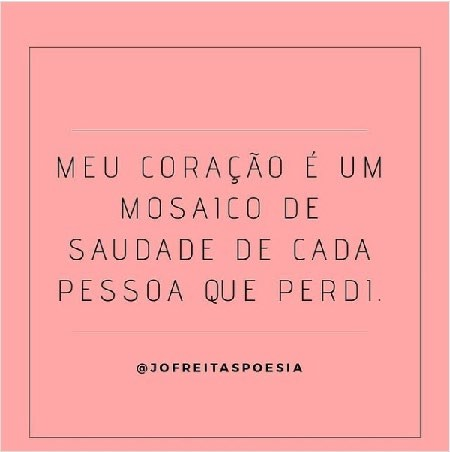 MEU CORAÇÃO É UM
MOSAICO DE
SAUDADE DE CADA
PESSOA QUE PERDI.
@JOFREITASPOESIA